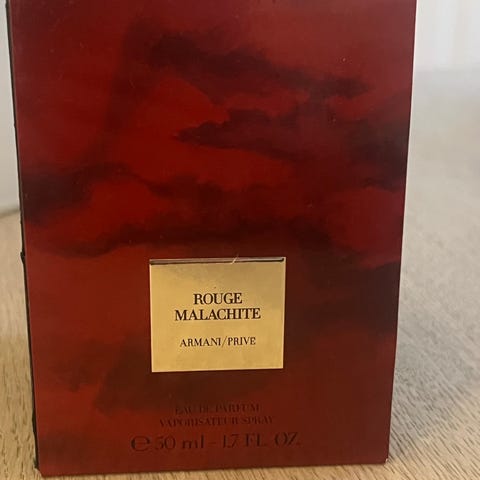 ROUGE
MALACHITE
ARMANI/PRIVE
EAU DE PARFUM
VAPORISATEUR SPRAY
℮ 50 ml - 1.7 FL. OZ.